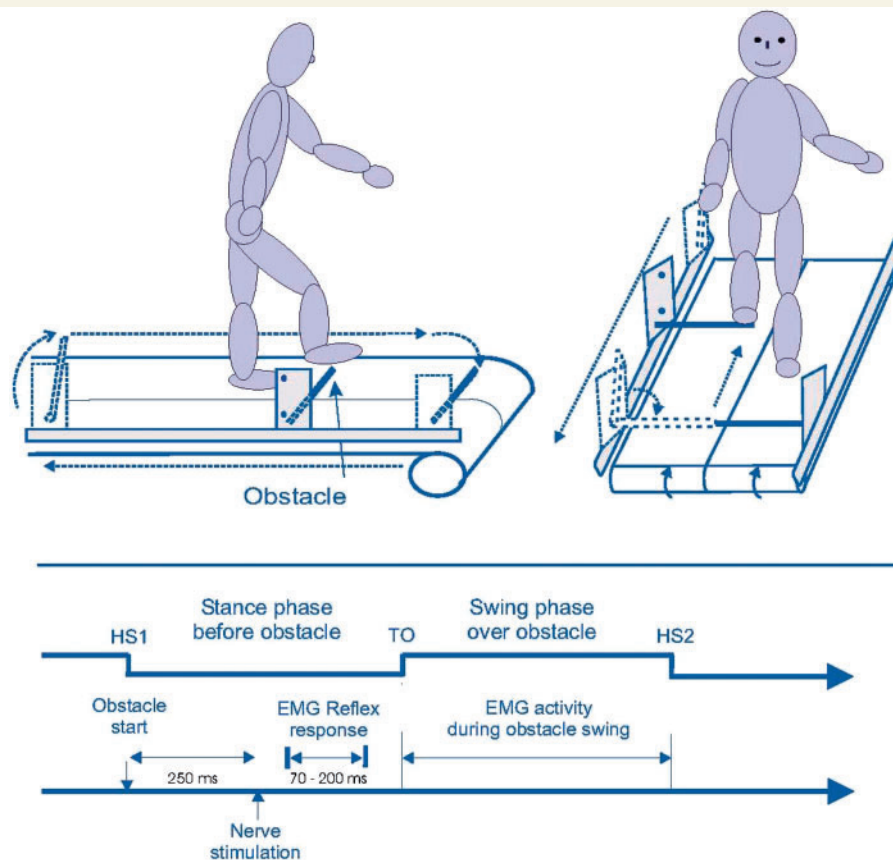 Obstacle
Stance phase
before obstacle
Swing phase
over obstacle
HS1
TO
HS2
Obstacle
start
EMG Reflex
response
EMG activity
during obstacle swing
250 ms
70 - 200 ms
Nerve
stimulation